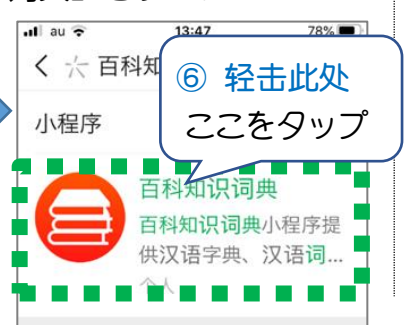 au 13:47 78%
百科知
⑥ 轻击此处
ここをタップ
小程序
百科知识词典
百科知识词典小程序提
供汉语字典、汉语词...
个人